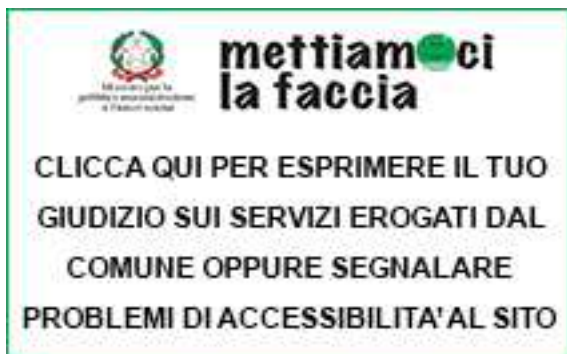 mettiamoci
la faccia
CLICCA QUI PER ESPRIMERE IL TUO
GIUDIZIO SUI SERVIZI EROGATI DAL
COMUNE OPPURE SEGNALARE
PROBLEMI DI ACCESSIBILITA' AL SITO